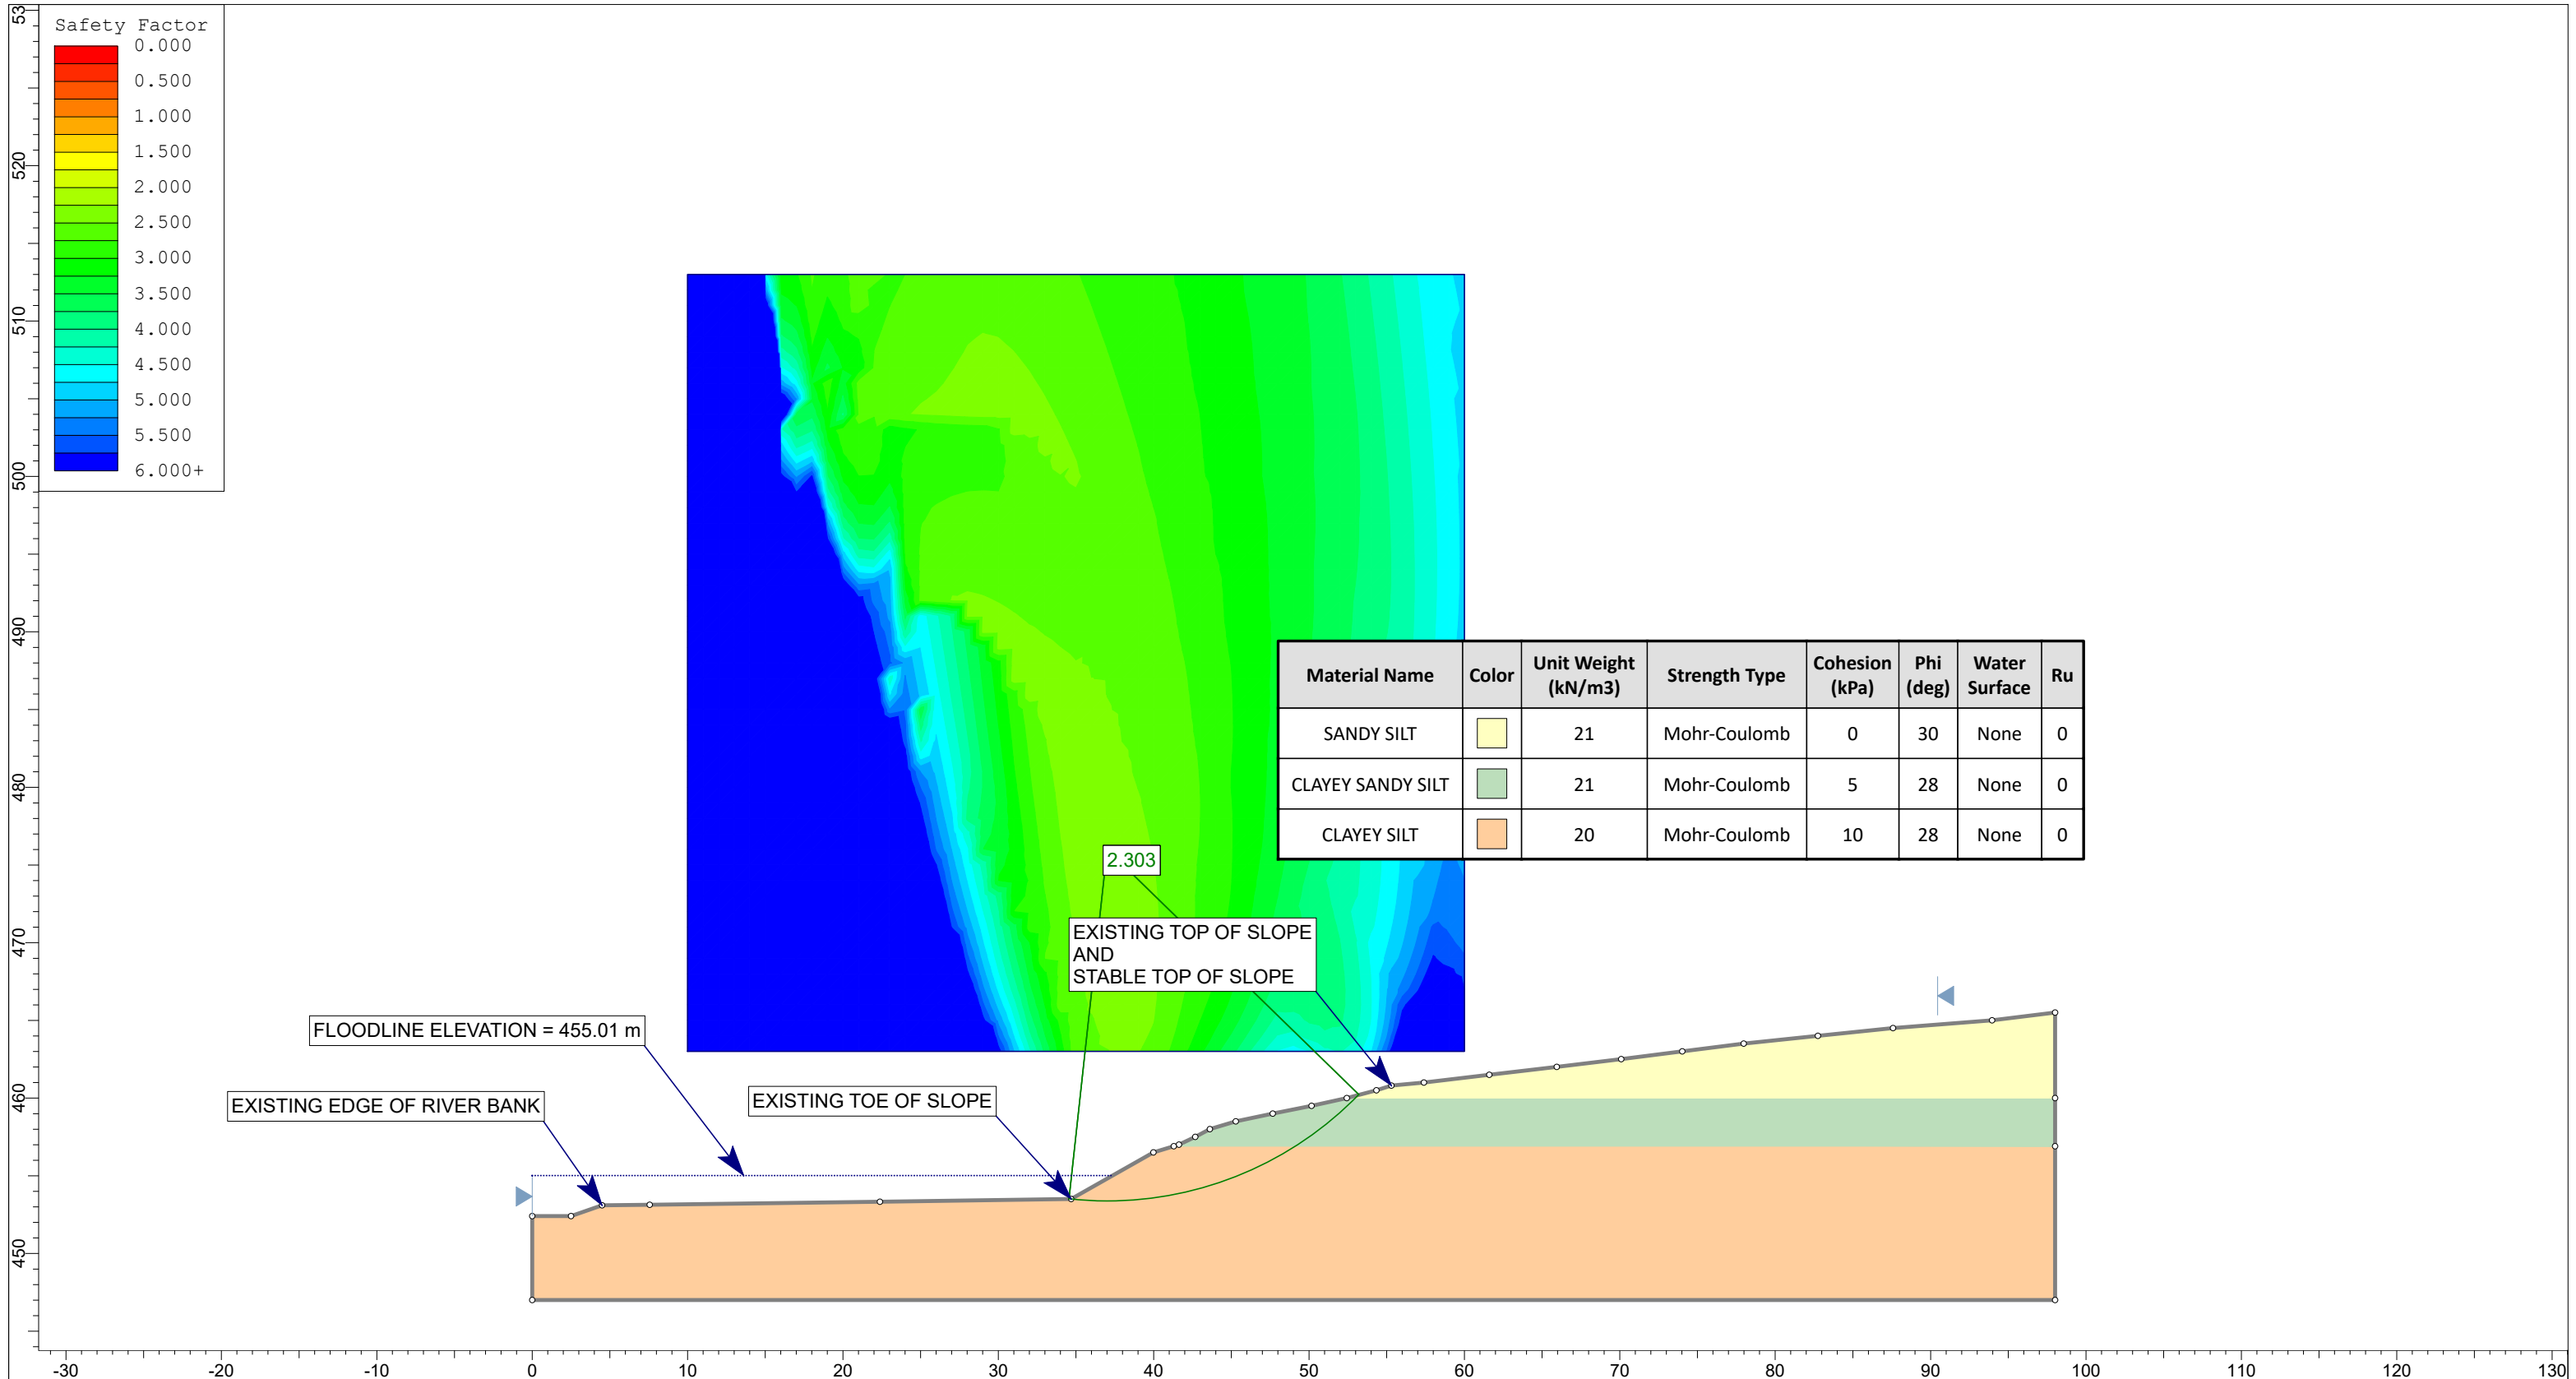 Safety Factor
0.000
0.500
1.000
1.500
2.000
2.500
3.000
3.500
4.000
4.500
5.000
5.500
6.000+
53
520
510
500
490
480
470
460
450
Material Name Color Unit Weight (kN/m3) Strength Type Cohesion (kPa) Phi (deg) Water Surface Ru
SANDY SILT 21 Mohr-Coulomb 0 30 None 0
CLAYEY SANDY SILT 21 Mohr-Coulomb 5 28 None 0
CLAYEY SILT 20 Mohr-Coulomb 10 28 None 0
2.303
EXISTING TOP OF SLOPE
AND
STABLE TOP OF SLOPE
FLOODLINE ELEVATION = 455.01 m
EXISTING EDGE OF RIVER BANK
EXISTING TOE OF SLOPE
-30 -20 -10 0 10 20 30 40 50 60 70 80 90 100 110 120 130